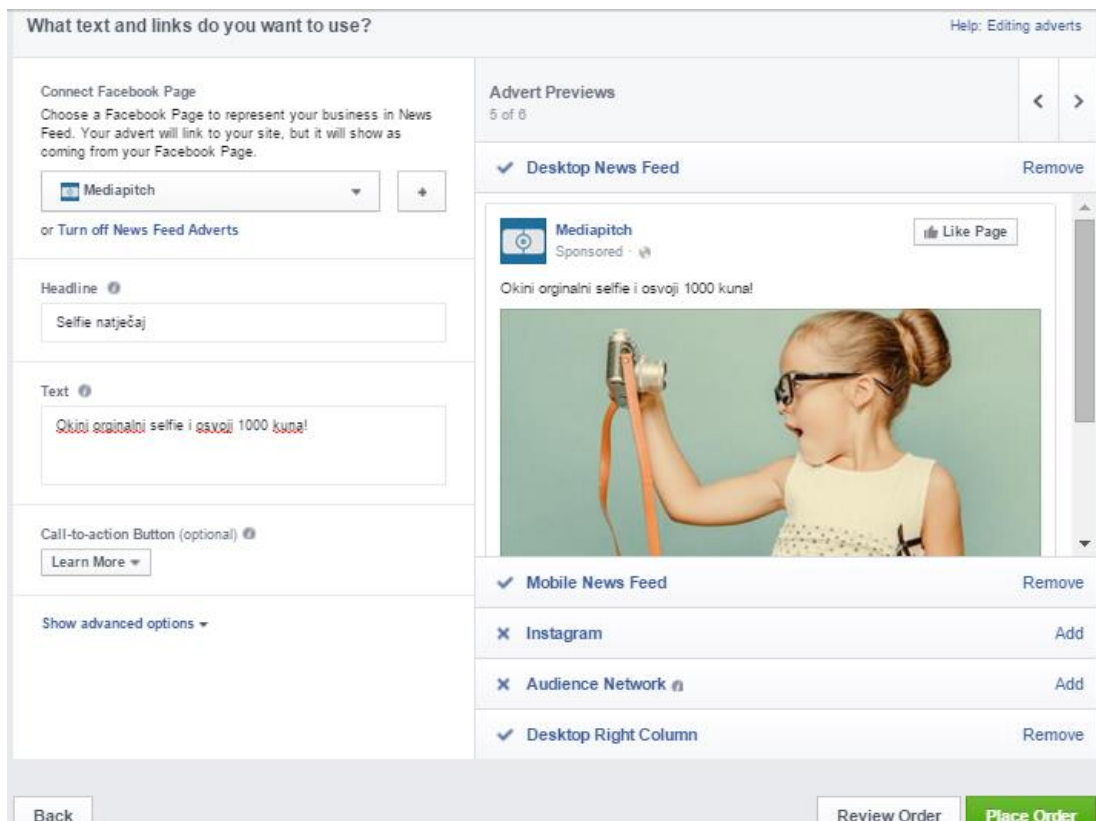 What text and links do you want to use?
Help: Editing adverts
Connect Facebook Page
Choose a Facebook Page to represent your business in News
Feed. Your advert will link to your site, but it will show as
coming from your Facebook Page.
Mediapitch
+
or Turn off News Feed Adverts
Headline
Selfie natječaj
Text
Okini orginalni selfie i osvoji 1000 kuna!
Call-to-action Button (optional)
Learn More
Show advanced options
Advert Previews
5 of 6
Desktop News Feed
Remove
Mediapitch
Like Page
Sponsored ·
Okini orginalni selfie i osvoji 1000 kuna!
Mobile News Feed
Remove
Instagram
Add
Audience Network
Add
Desktop Right Column
Remove
Back
Review Order
Place Order